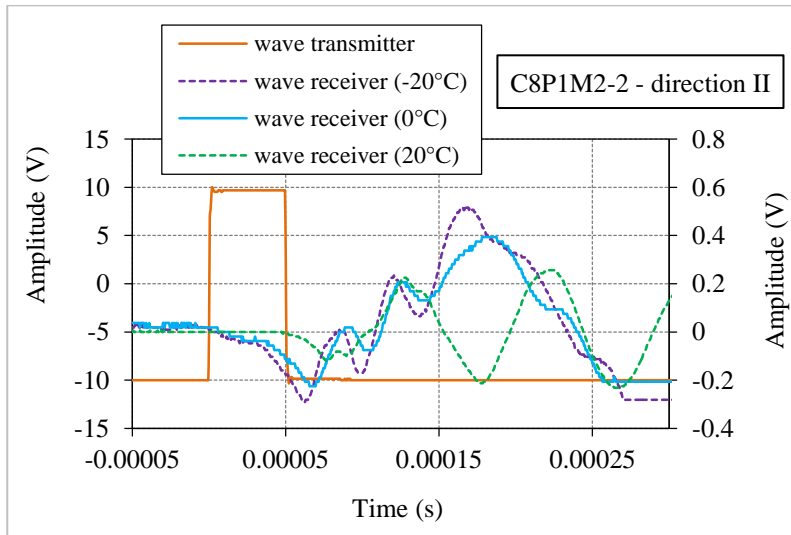 wave transmitter
wave receiver (-20°C)
wave receiver (0°C)
wave receiver (20°C)
C8P1M2-2 - direction II
15
10
5
0
-5
-10
-15
Amplitude (V)
0.8
0.6
0.4
0.2
0
-0.2
-0.4
Amplitude (V)
-0.00005
0.00005
0.00015
0.00025
Time (s)